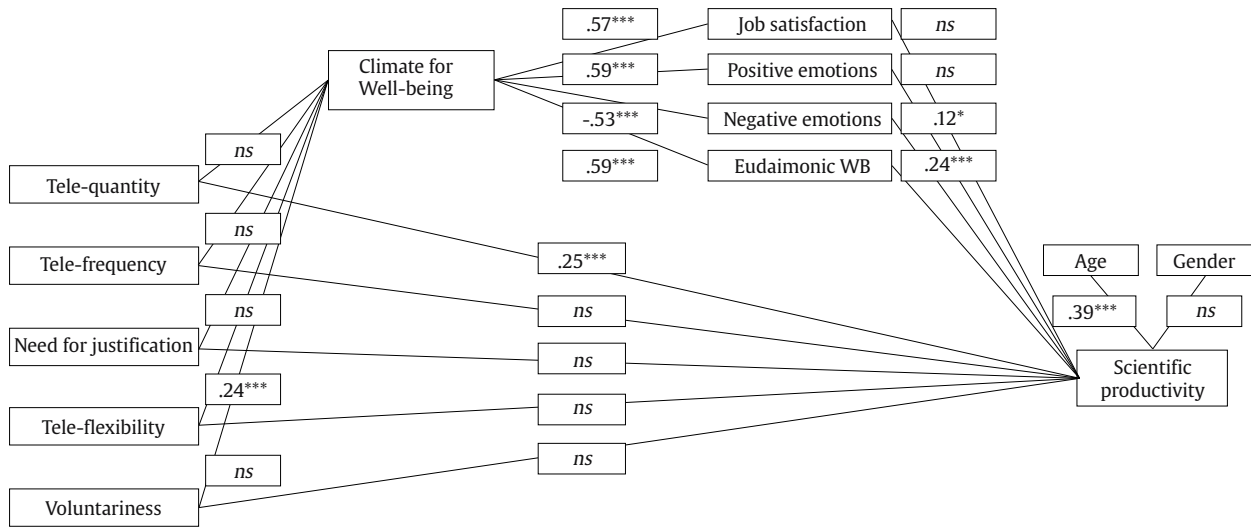 .57***
Job satisfaction
ns
Climate for
Well-being
.59***
Positive emotions
ns
-.53***
Negative emotions
.12*
ns
.59***
Eudaimonic WB
.24***
Tele-quantity
ns
Tele-frequency
.25***
Age
Gender
ns
ns
.39***
ns
Need for justification
ns
Scientific
productivity
.24***
ns
Tele-flexibility
ns
ns
Voluntariness